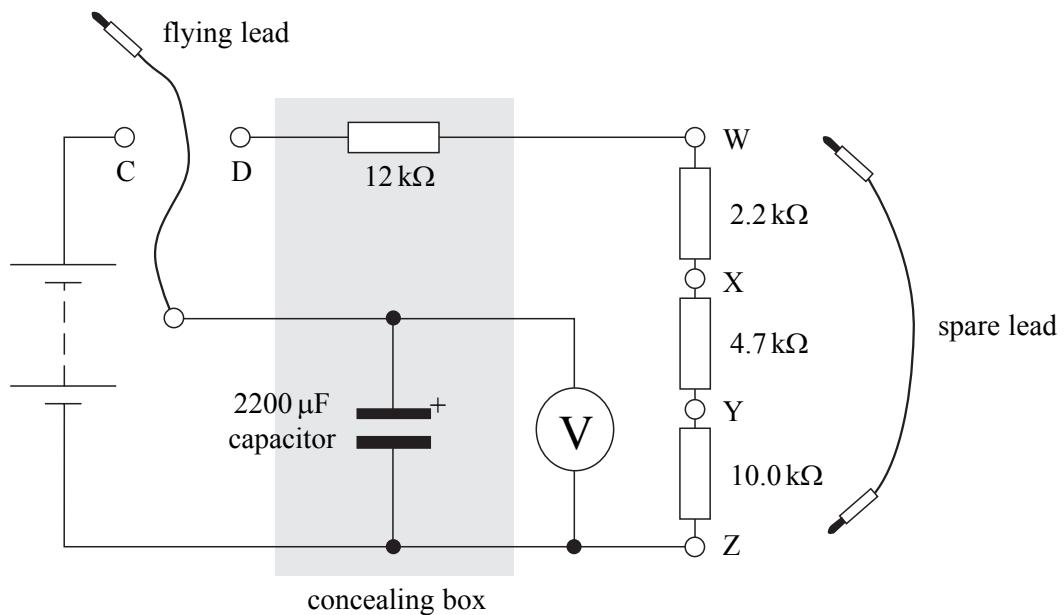 flying lead
C
D
W
12 kΩ
2.2 kΩ
X
4.7 kΩ
spare lead
2200 µF
capacitor
+
V
Y
10.0 kΩ
Z
concealing box